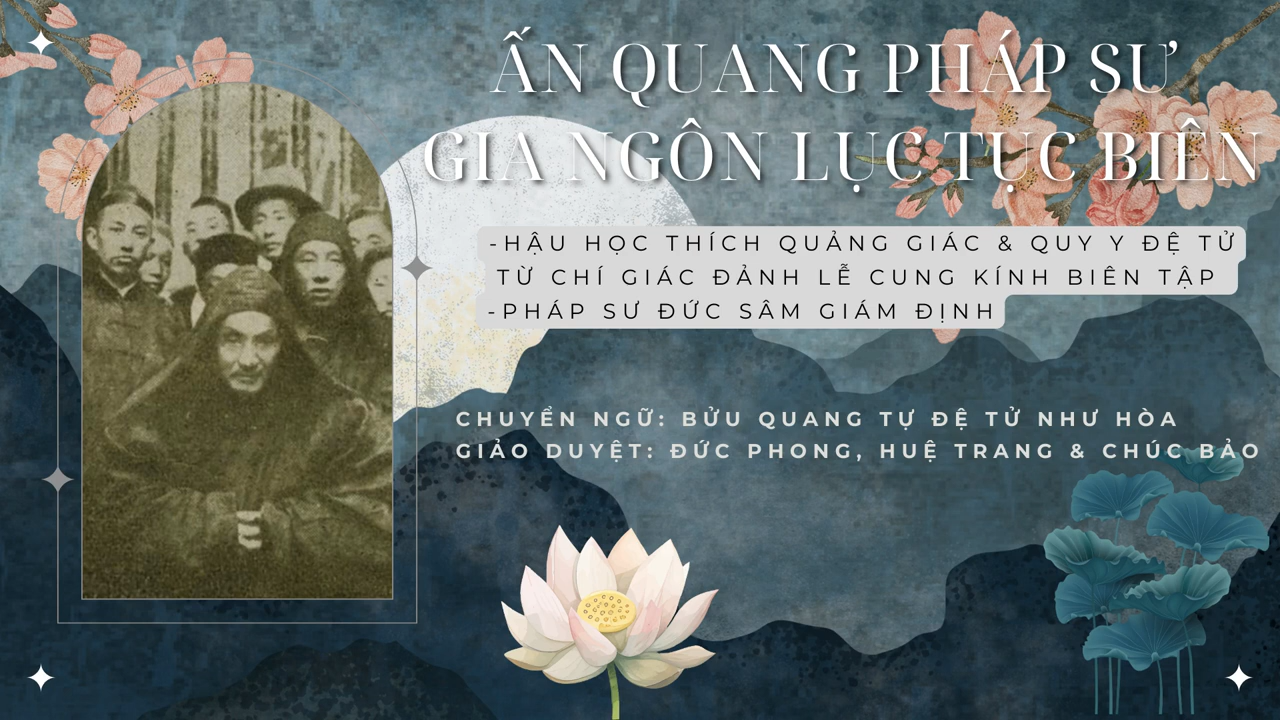 ẤN QUANG PHÁP SƯ
GIA NGÔN LỤC TỤC BIÊN
-HẬU HỌC THÍCH QUẢNG GIÁC & QUY Y ĐỆ TỬ
TỪ CHÍ GIÁC ĐẢNH LỄ CUNG KÍNH BIÊN TẬP
-PHÁP SƯ ĐỨC SÂM GIÁM ĐỊNH
CHUYỂN NGỮ: BỬU QUANG TỰ ĐỆ TỬ NHƯ HÒA
GIẢO DUYỆT: ĐỨC PHONG, HUỆ TRANG & CHÚC BẢO